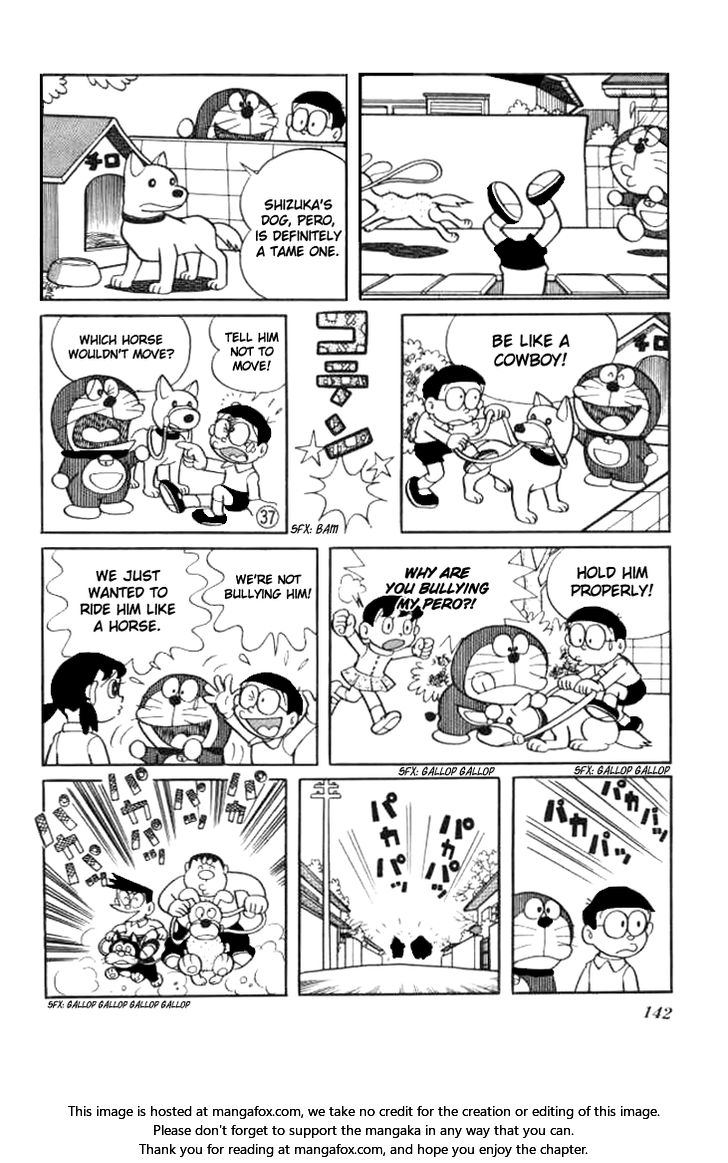 チロ
SHIZUKA'S
DOG, PERO,
IS DEFINITELY
A TAME ONE.
BE LIKE A
COWBOY!
チロ
TELL HIM
NOT TO
MOVE!
WHICH HORSE
WOULDN'T MOVE?
37
SFX: BAM
HOLD HIM
PROPERLY!
WHY ARE
YOU BULLYING
MY PERO?!
WE'RE NOT
BULLYING HIM!
WE JUST
WANTED TO
RIDE HIM LIKE
A HORSE.
SFX: GALLOP GALLOP
パカ
パカパッ
SFX: GALLOP GALLOP
パカ
パカパッ
SFX: GALLOP GALLOP GALLOP GALLOP
142
This image is hosted at mangafox.com, we take no credit for the creation or editing of this image.
Please don't forget to support the mangaka in any way that you can.
Thank you for reading at mangafox.com, and hope you enjoy the chapter.